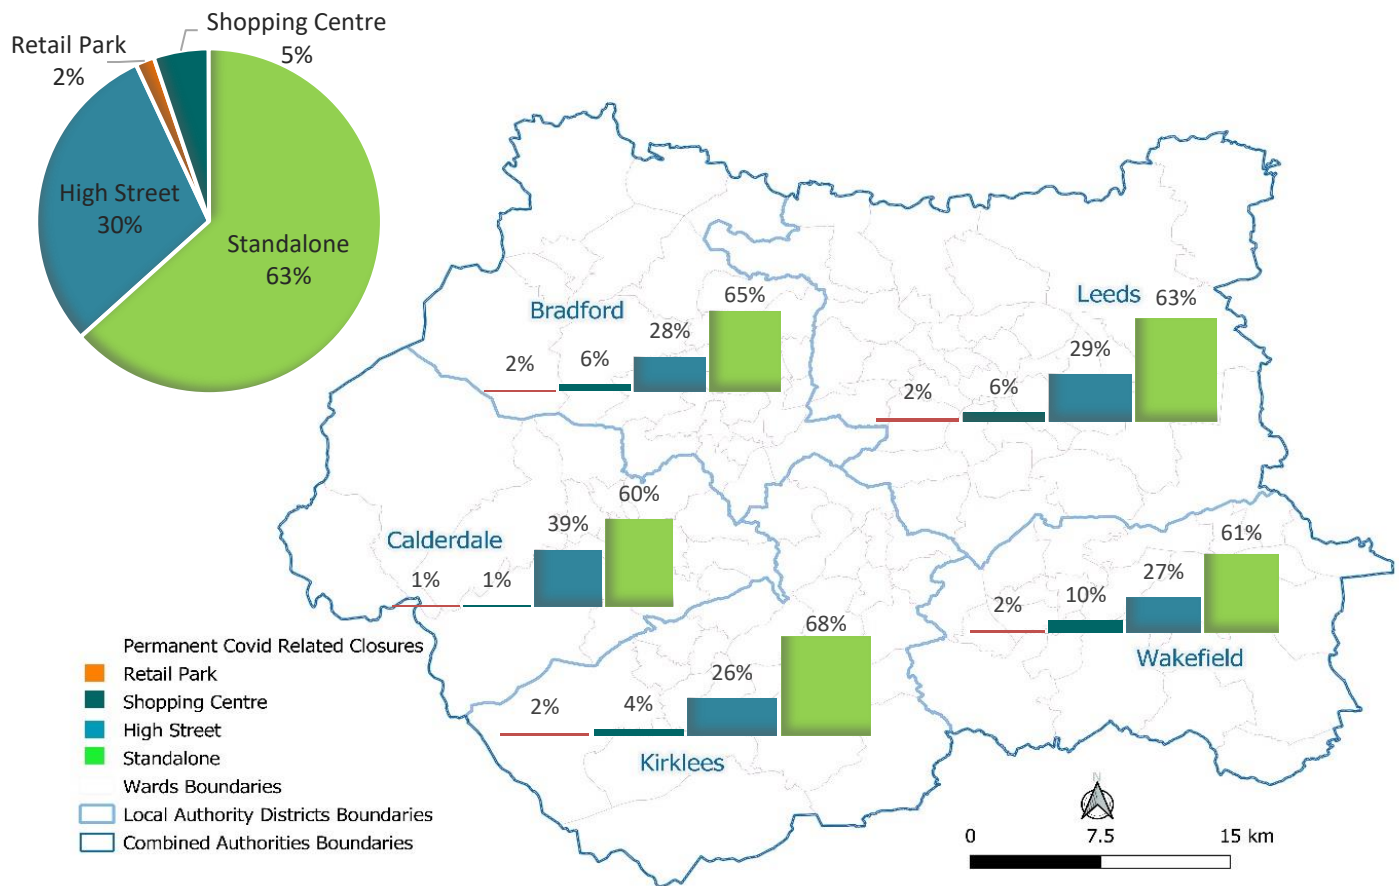 Shopping Centre
5%
Retail Park
2%
High Street
30%
Standalone
63%
Bradford
2%
6%
28%
65%
Leeds
2%
6%
29%
63%
Calderdale
1%
1%
39%
60%
Wakefield
2%
10%
27%
61%
Kirklees
2%
4%
26%
68%
Permanent Covid Related Closures
Retail Park
Shopping Centre
High Street
Standalone
Wards Boundaries
Local Authority Districts Boundaries
Combined Authorities Boundaries
N
0 7.5 15 km